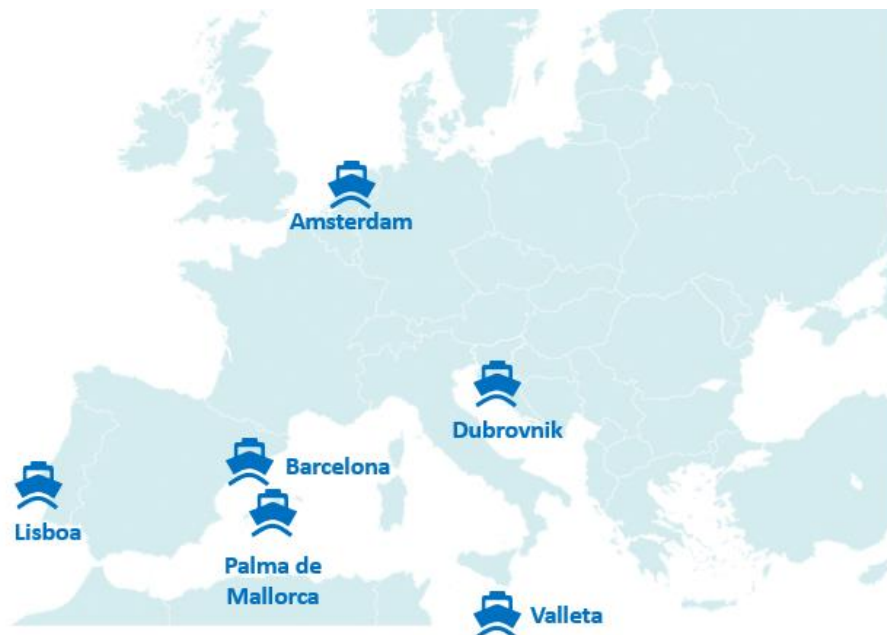 Amsterdam
Dubrovnik
Barcelona
Lisboa
Palma de
Mallorca
Valleta